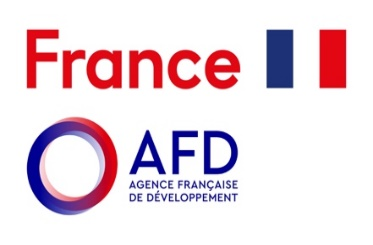 France
AFD
AGENCE FRANÇAISE
DE DÉVELOPPEMENT